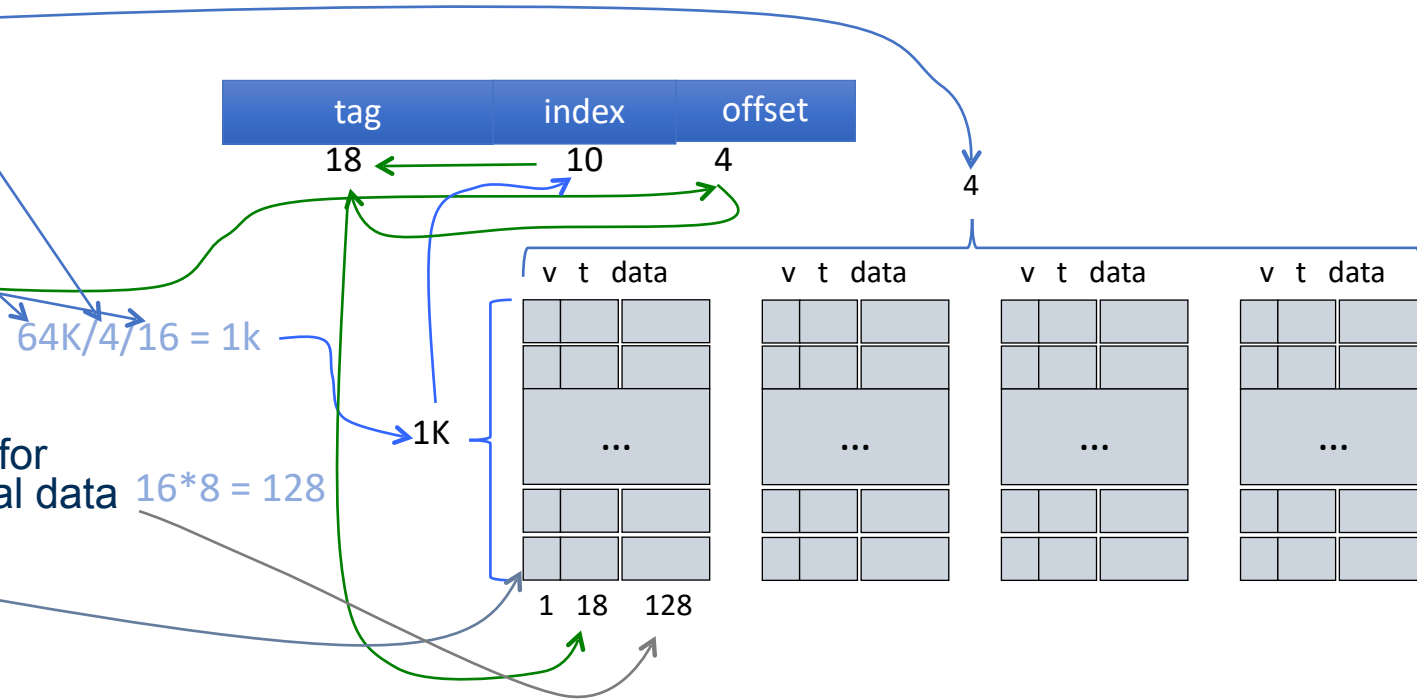 tag index offset
18 10 4
4
v t data v t data v t data v t data
64K/4/16 = 1k
1K
... ... ... ...
for
data 16*8 = 128
1 18 128